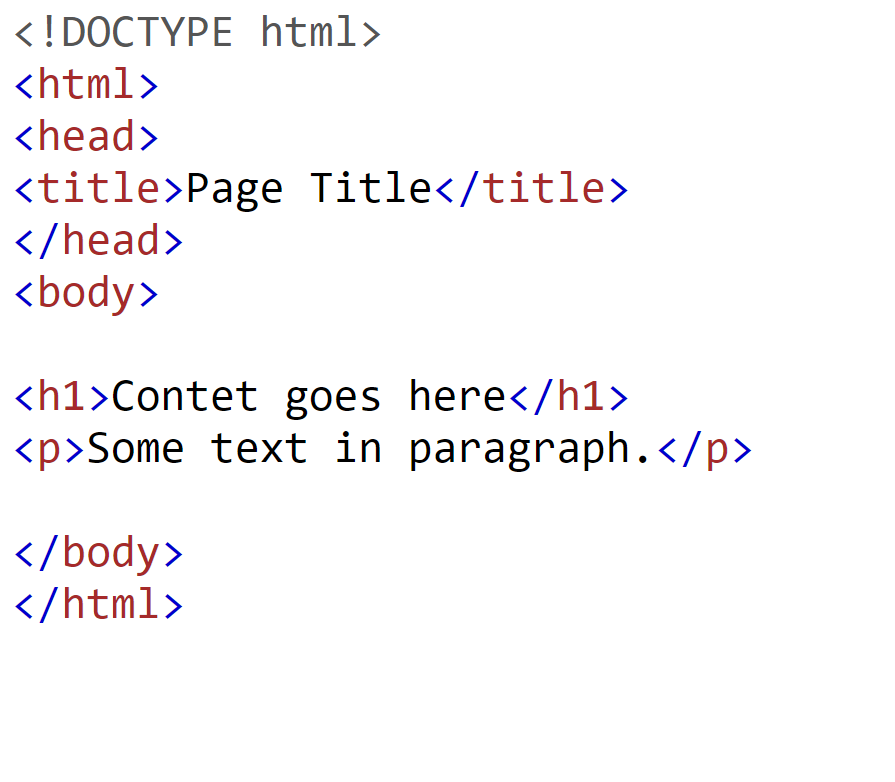 <!DOCTYPE html>
<html>
<head>
<title>Page Title</title>
</head>
<body>
<h1>Contet goes here</h1>
<p>Some text in paragraph.</p>
</body>
</html>